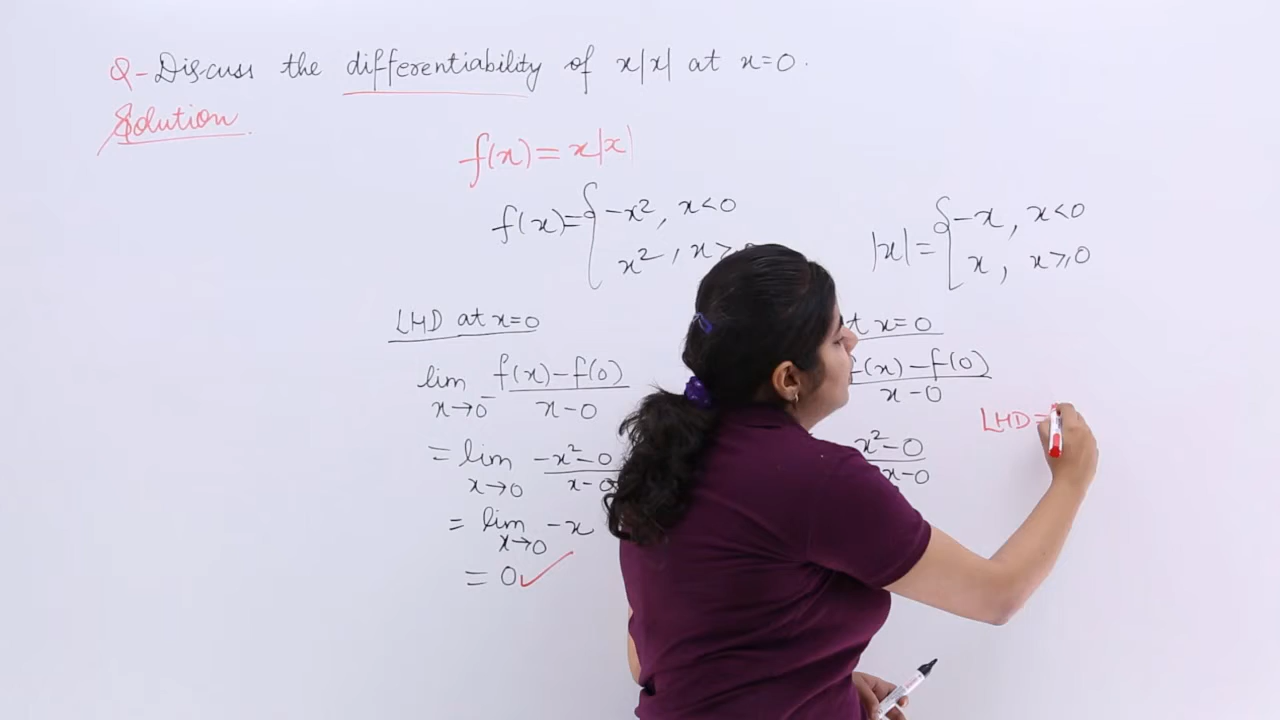 Q- Discuss the differentiability of x|x| at x=0.
Solution.
f(x) = x|x|
f(x) = { -x², x<0
x², x>
|x| = { -x, x<0
x, x≥0
LHD at x=0
lim x→0⁻ f(x)-f(0) / x-0
= lim x→0 -x²-0 / x-0
= lim x→0 -x
= 0 ✓
at x=0
f(x)-f(0) / x-0
x²-0 / x-0
LHD =